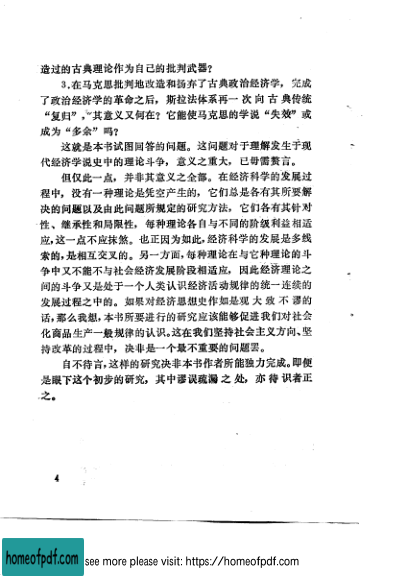 造过的古典理论作为自己的批判武器?
3.在马克思批判地改造和扬弃了古典政治经济学,完成
了政治经济学的革命之后,斯拉法体系再一次向古典传统
“复归”,其意义又何在?它能使马克思的学说“失效”或
成为“多余”吗?
这就是本书试图回答的问题。这问题对于理解发生于现
代经济学说史中的理论斗争,意义之重大,已毋需赘言。
但仅此一点,并非其意义之全部。在经济科学的发展过
程中,没有一种理论是凭空产生的,它们总是各有其所要解
决的问题以及由此问题所规定的研究方法,它们各有其针对
性、继承性和局限性,每种理论各自与不同的阶级利益相适
应,这一点不应抹煞。也正因为如此,经济科学的发展是多线
索的,是相互交叉的。另一方面,每种理论在与它种理论的斗
争中又不能不与社会经济发展阶段相适应,因此经济理论之
间的斗争又是处于一个人类认识经济活动规律的统一连续的
发展过程之中的。如果对经济思想史作如是观大致不谬的
话,那么我想,本书所要进行的研究应该能够促进我们对社会
化商品生产一般规律的认识。这在我们坚持社会主义方向、坚
持改革的过程中,决非是一个最不重要的问题罢。
自不待言,这样的研究决非本书作者所能独力完成。即便
是眼下这个初步的研究,其中谬误疏漏之处,亦待识者正
之。
4
homeofpdf.com
see more please visit: https://homeofpdf.com